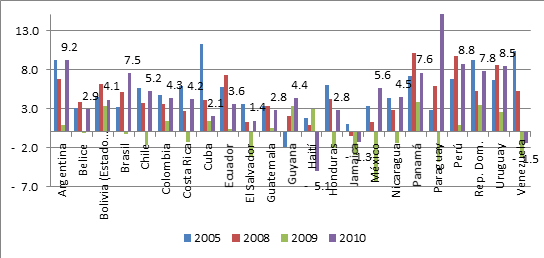 13.0
8.0
3.0
- 2.0
- 7.0
9.2
2.9
4.1
7.5
5.2
4.3
4.2
2.1
3.6
1.4
2.8
4.4
- 5.1
2.8
- 1.3
5.6
4.5
7.6
8.8
7.8
8.5
- 1.5
Argentina
Belice
Bolivia (Estado...
Brasil
Chile
Colombia
Costa Rica
Cuba
Ecuador
El Salvador
Guatemala
Guyana
Haití
Honduras
Jamaica
México
Nicaragua
Panamá
Paraguay
Perú
Rep. Dom.
Uruguay
Venezuela
2005 2008 2009 2010